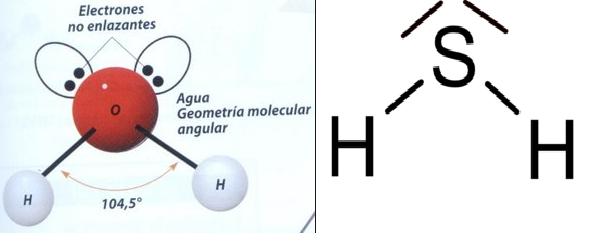 Electrones
no enlazantes
O
Agua
Geometría molecular
angular
H
H
104,5°
S
H
H